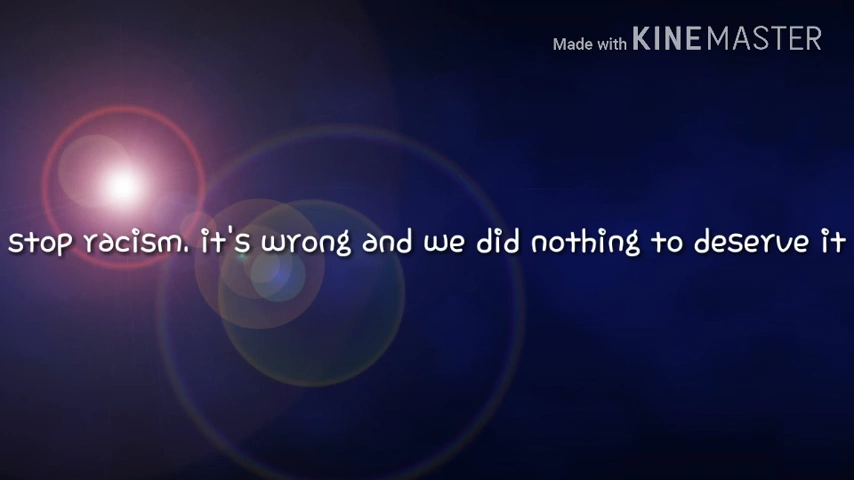 Made with KINEMASTER
stop racism. it's wrong and we did nothing to deserve it